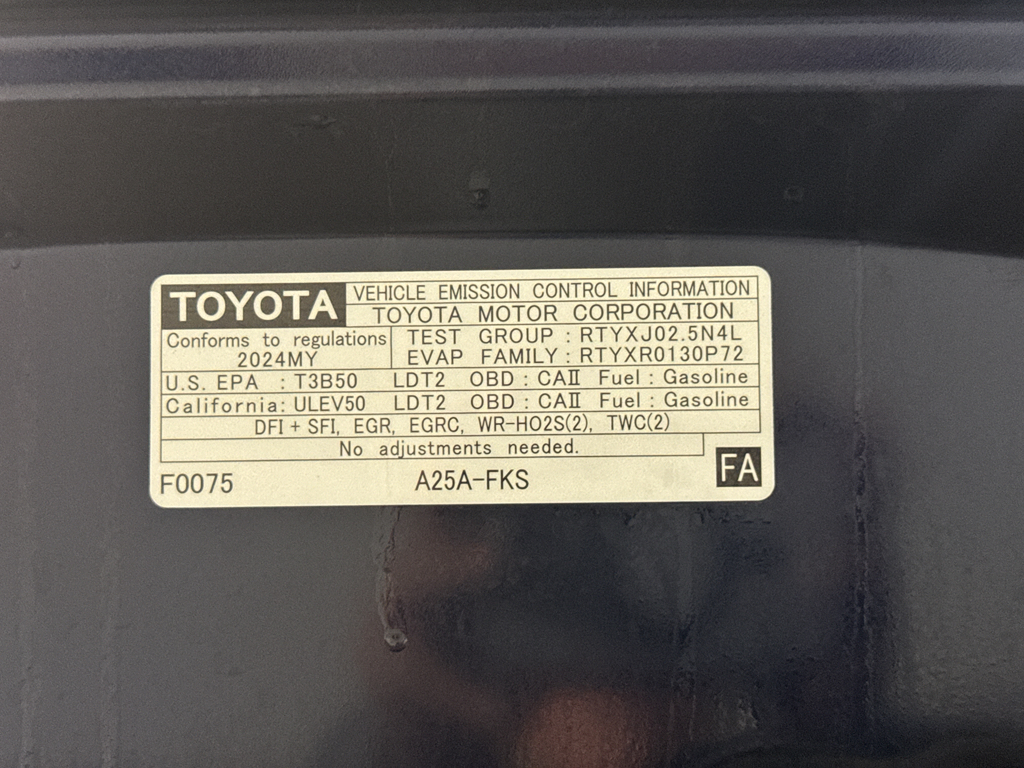 TOYOTA VEHICLE EMISSION CONTROL INFORMATION
TOYOTA MOTOR CORPORATION
Conforms to regulations
2024MY
TEST GROUP : RTYXJ02.5N4L
EVAP FAMILY : RTYXR0130P72
U.S. EPA : T3B50 LDT2 OBD : CAⅡ Fuel : Gasoline
California: ULEV50 LDT2 OBD : CAⅡ Fuel : Gasoline
DFI + SFI, EGR, EGRC, WR-HO2S(2), TWC(2)
No adjustments needed.
F0075 A25A-FKS FA